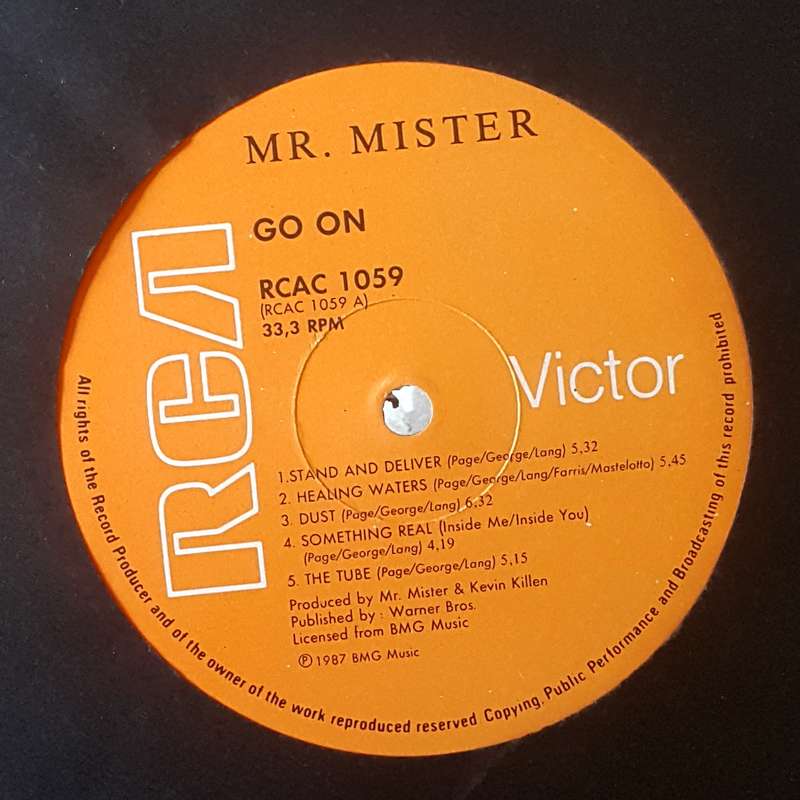 MR. MISTER
GO ON
RCAC 1059
(RCAC 1059 A)
33,3 RPM
RCA
Victor
1.STAND AND DELIVER (Page/George/Lang) 5,32
2. HEALING WATERS (Page/George/Lang/Farris/Mastelotto) 5,45
3. DUST (Page/George/Lang) 6,32
4. SOMETHING REAL (Inside Me/Inside You)
(Page/George/Lang) 4,19
5. THE TUBE (Page/George/Lang) 5,15
Produced by Mr. Mister & Kevin Killen
Published by : Warner Bros.
Licensed from BMG Music
Ⓟ 1987 BMG Music
All rights of the Record Producer and of the owner of the work reproduced reserved Copying, Public Performance and Broadcasting of this record prohibited